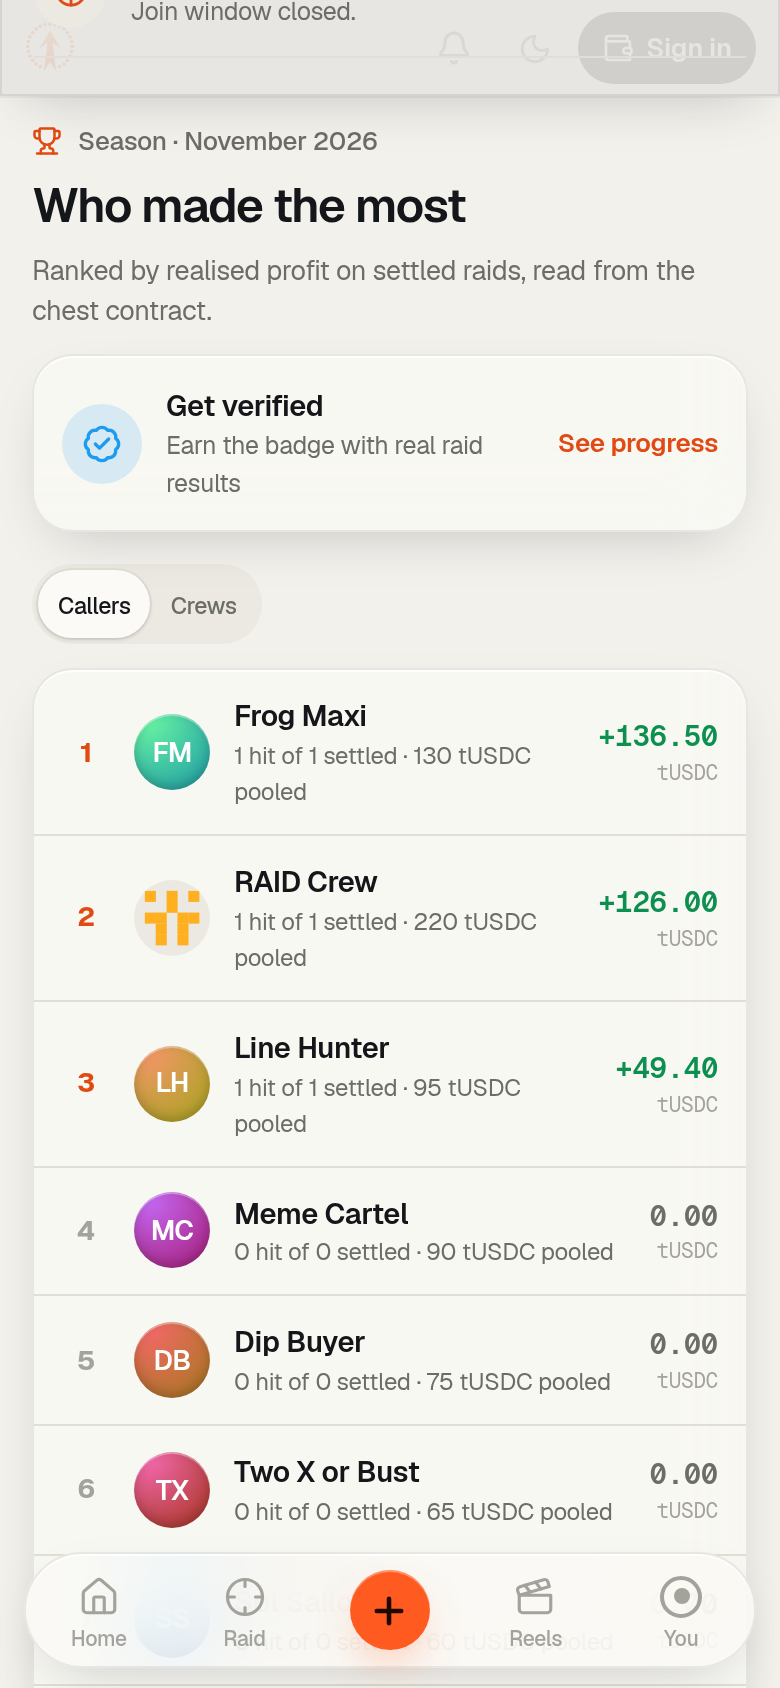 Join window closed.
Sign in
Season · November 2026
Who made the most
Ranked by realised profit on settled raids, read from the
chest contract.
Get verified
Earn the badge with real raid
results
See progress
Callers
Crews
1
FM
Frog Maxi
1 hit of 1 settled · 130 tUSDC
pooled
+136.50
tUSDC
2
RAID Crew
1 hit of 1 settled · 220 tUSDC
pooled
+126.00
tUSDC
3
LH
Line Hunter
1 hit of 1 settled · 95 tUSDC
pooled
+49.40
tUSDC
4
MC
Meme Cartel
0 hit of 0 settled · 90 tUSDC pooled
0.00
tUSDC
5
DB
Dip Buyer
0 hit of 0 settled · 75 tUSDC pooled
0.00
tUSDC
6
TX
Two X or Bust
0 hit of 0 settled · 65 tUSDC pooled
0.00
tUSDC
SS
60 tUSDC pooled
Home
Raid
Reels
You